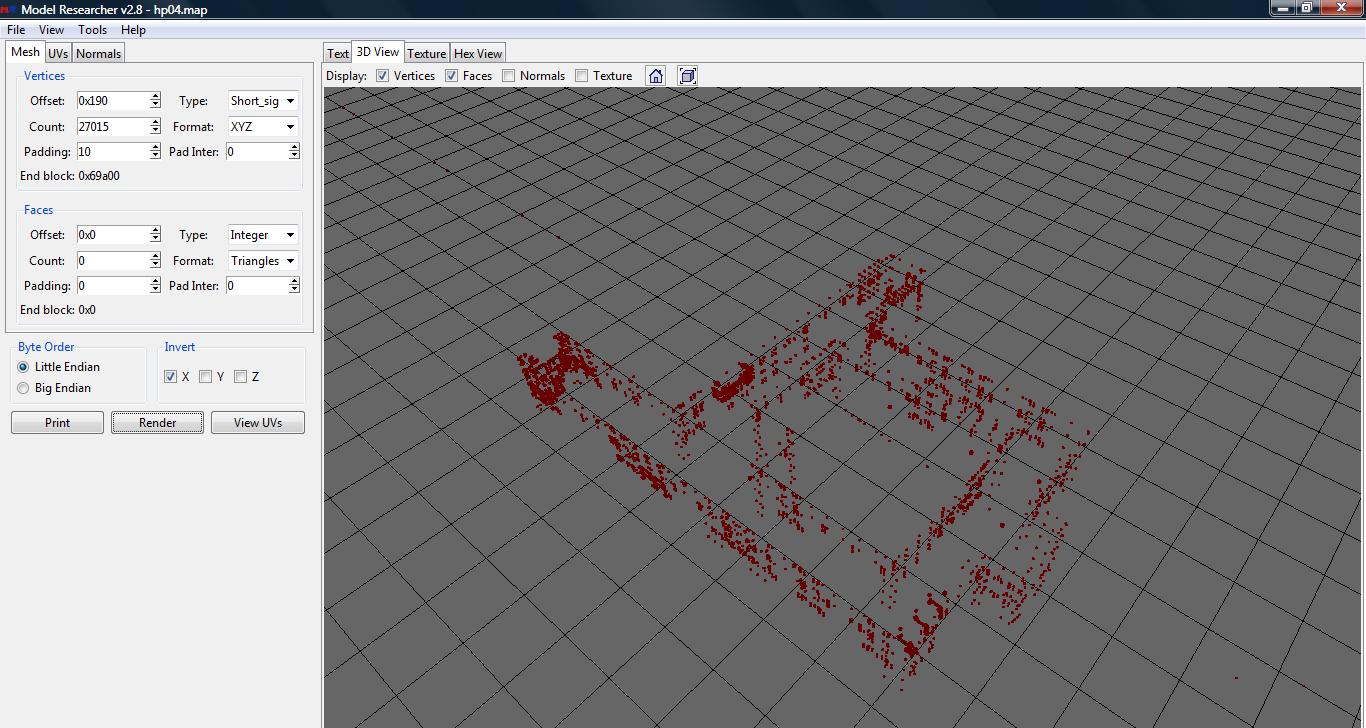 Model Researcher v2.8 - hp04.map
File View Tools Help
Mesh UVs Normals
Vertices
Offset: 0x190 Type: Short_sig
Count: 27015 Format: XYZ
Padding: 10 Pad Inter: 0
End block: 0x69a00
Faces
Offset: 0x0 Type: Integer
Count: 0 Format: Triangles
Padding: 0 Pad Inter: 0
End block: 0x0
Byte Order
Little Endian
Big Endian
Invert
X Y Z
Print Render View UVs
Text 3D View Texture Hex View
Display: Vertices Faces Normals Texture